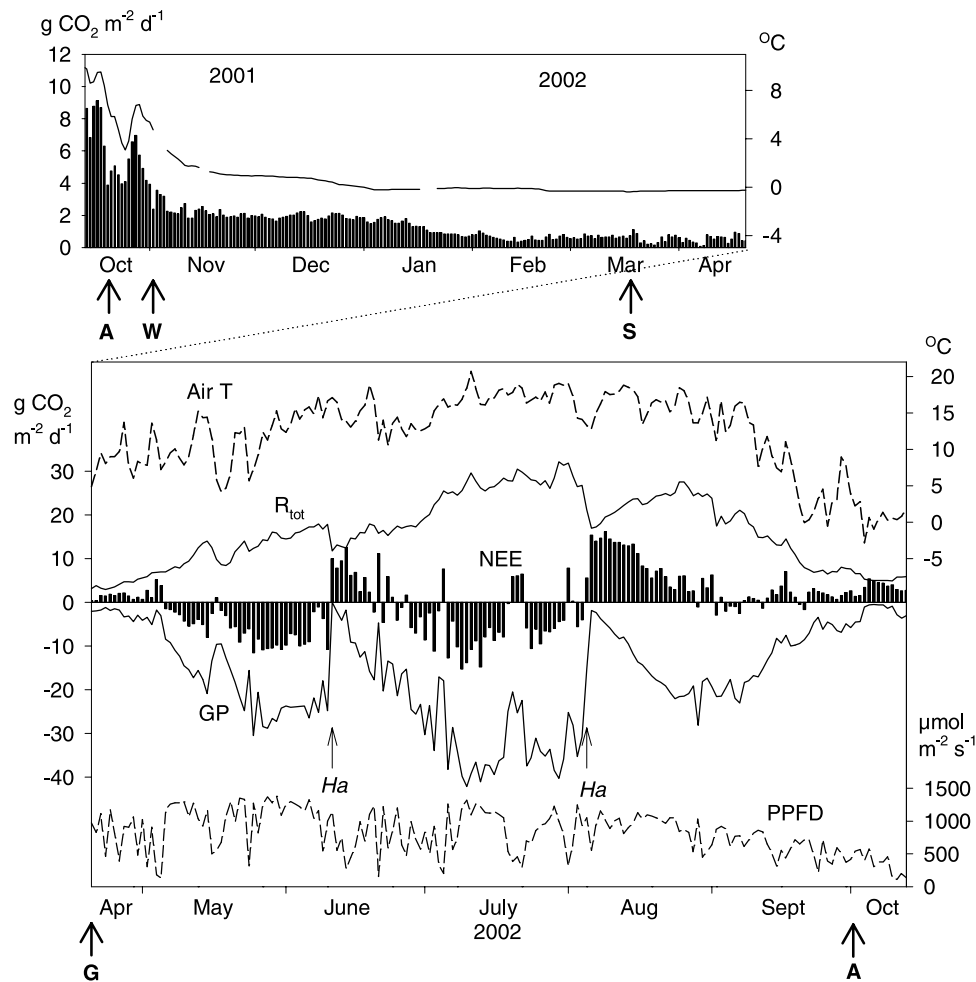 g CO2 m-2 d-1
OC
12
10
8
6
4
2
0
8
4
0
-4
2001
2002
Oct Nov Dec Jan Feb Mar Apr
A W S
g CO2
m-2 d-1
OC
Air T
20
15
10
5
0
-5
30
20
10
0
-10
-20
-30
-40
Rtot
NEE
GP
Ha
Ha
µmol
m-2 s-1
PPFD
1500
1000
500
0
Apr May June July Aug Sept Oct
2002
G A